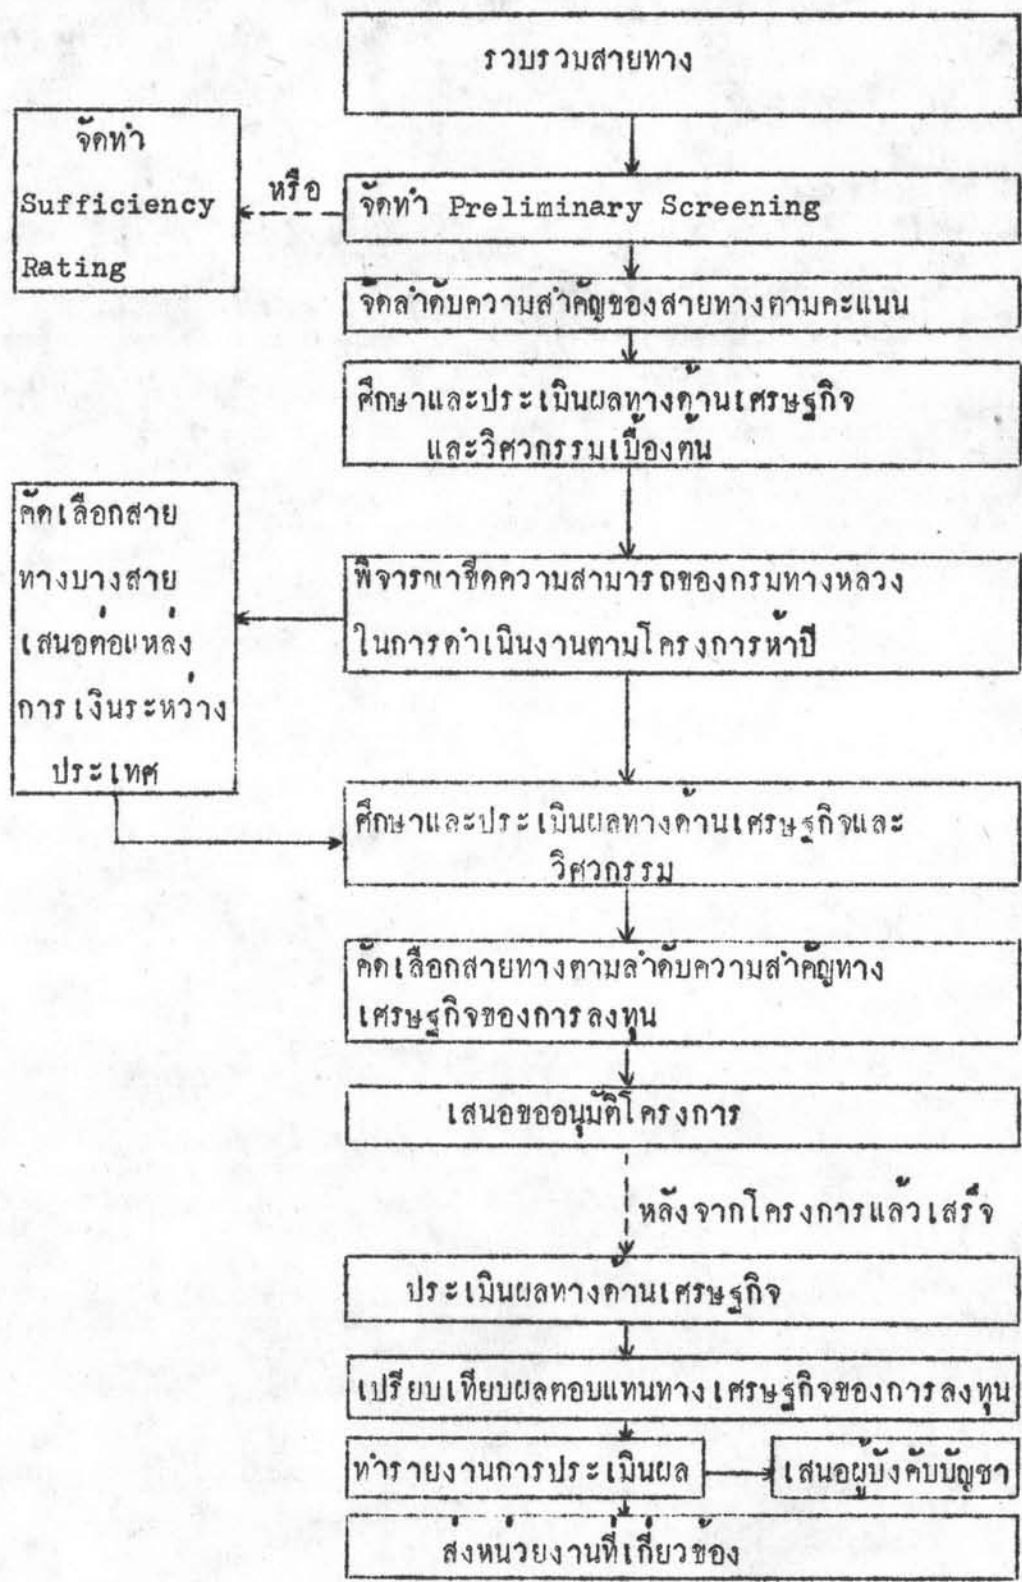 รวบรวมสายทาง
จัดทำ
Sufficiency
Rating
หรือ
จัดทำ Preliminary Screening
จัดลำดับความสำคัญของสายทางตามคะแนน
ศึกษาและประเมินผลทางด้านเศรษฐกิจ
และวิศวกรรมเบื้องต้น
คัดเลือกสาย
ทางบางสาย
เสนอต่อแหล่ง
การเงินระหว่าง
ประเทศ
พิจารณาขีดความสามารถของกรมทางหลวง
ในการดำเนินงานตามโครงการห้าปี
ศึกษาและประเมินผลทางด้านเศรษฐกิจและ
วิศวกรรม
คัดเลือกสายทางตามลำดับความสำคัญทาง
เศรษฐกิจของการลงทุน
เสนอขออนุมัติโครงการ
หลังจากโครงการแล้วเสร็จ
ประเมินผลทางด้านเศรษฐกิจ
เปรียบเทียบผลตอบแทนทางเศรษฐกิจของการลงทุน
ทำรายงานการประเมินผล
เสนอผู้บังคับบัญชา
ส่งหน่วยงานที่เกี่ยวข้อง